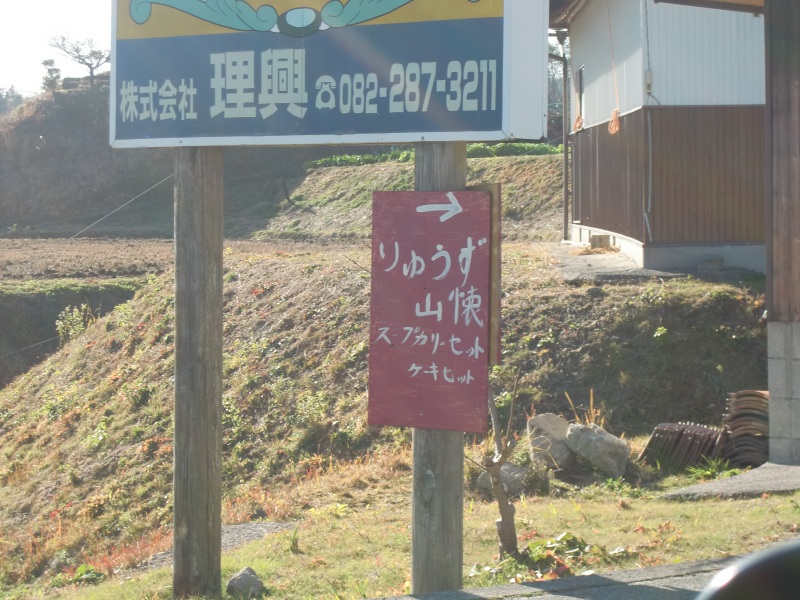 株式会社 理興 ☎082-287-3211
→
りゅうず
山懐
スープカリーセット
ケーキセット